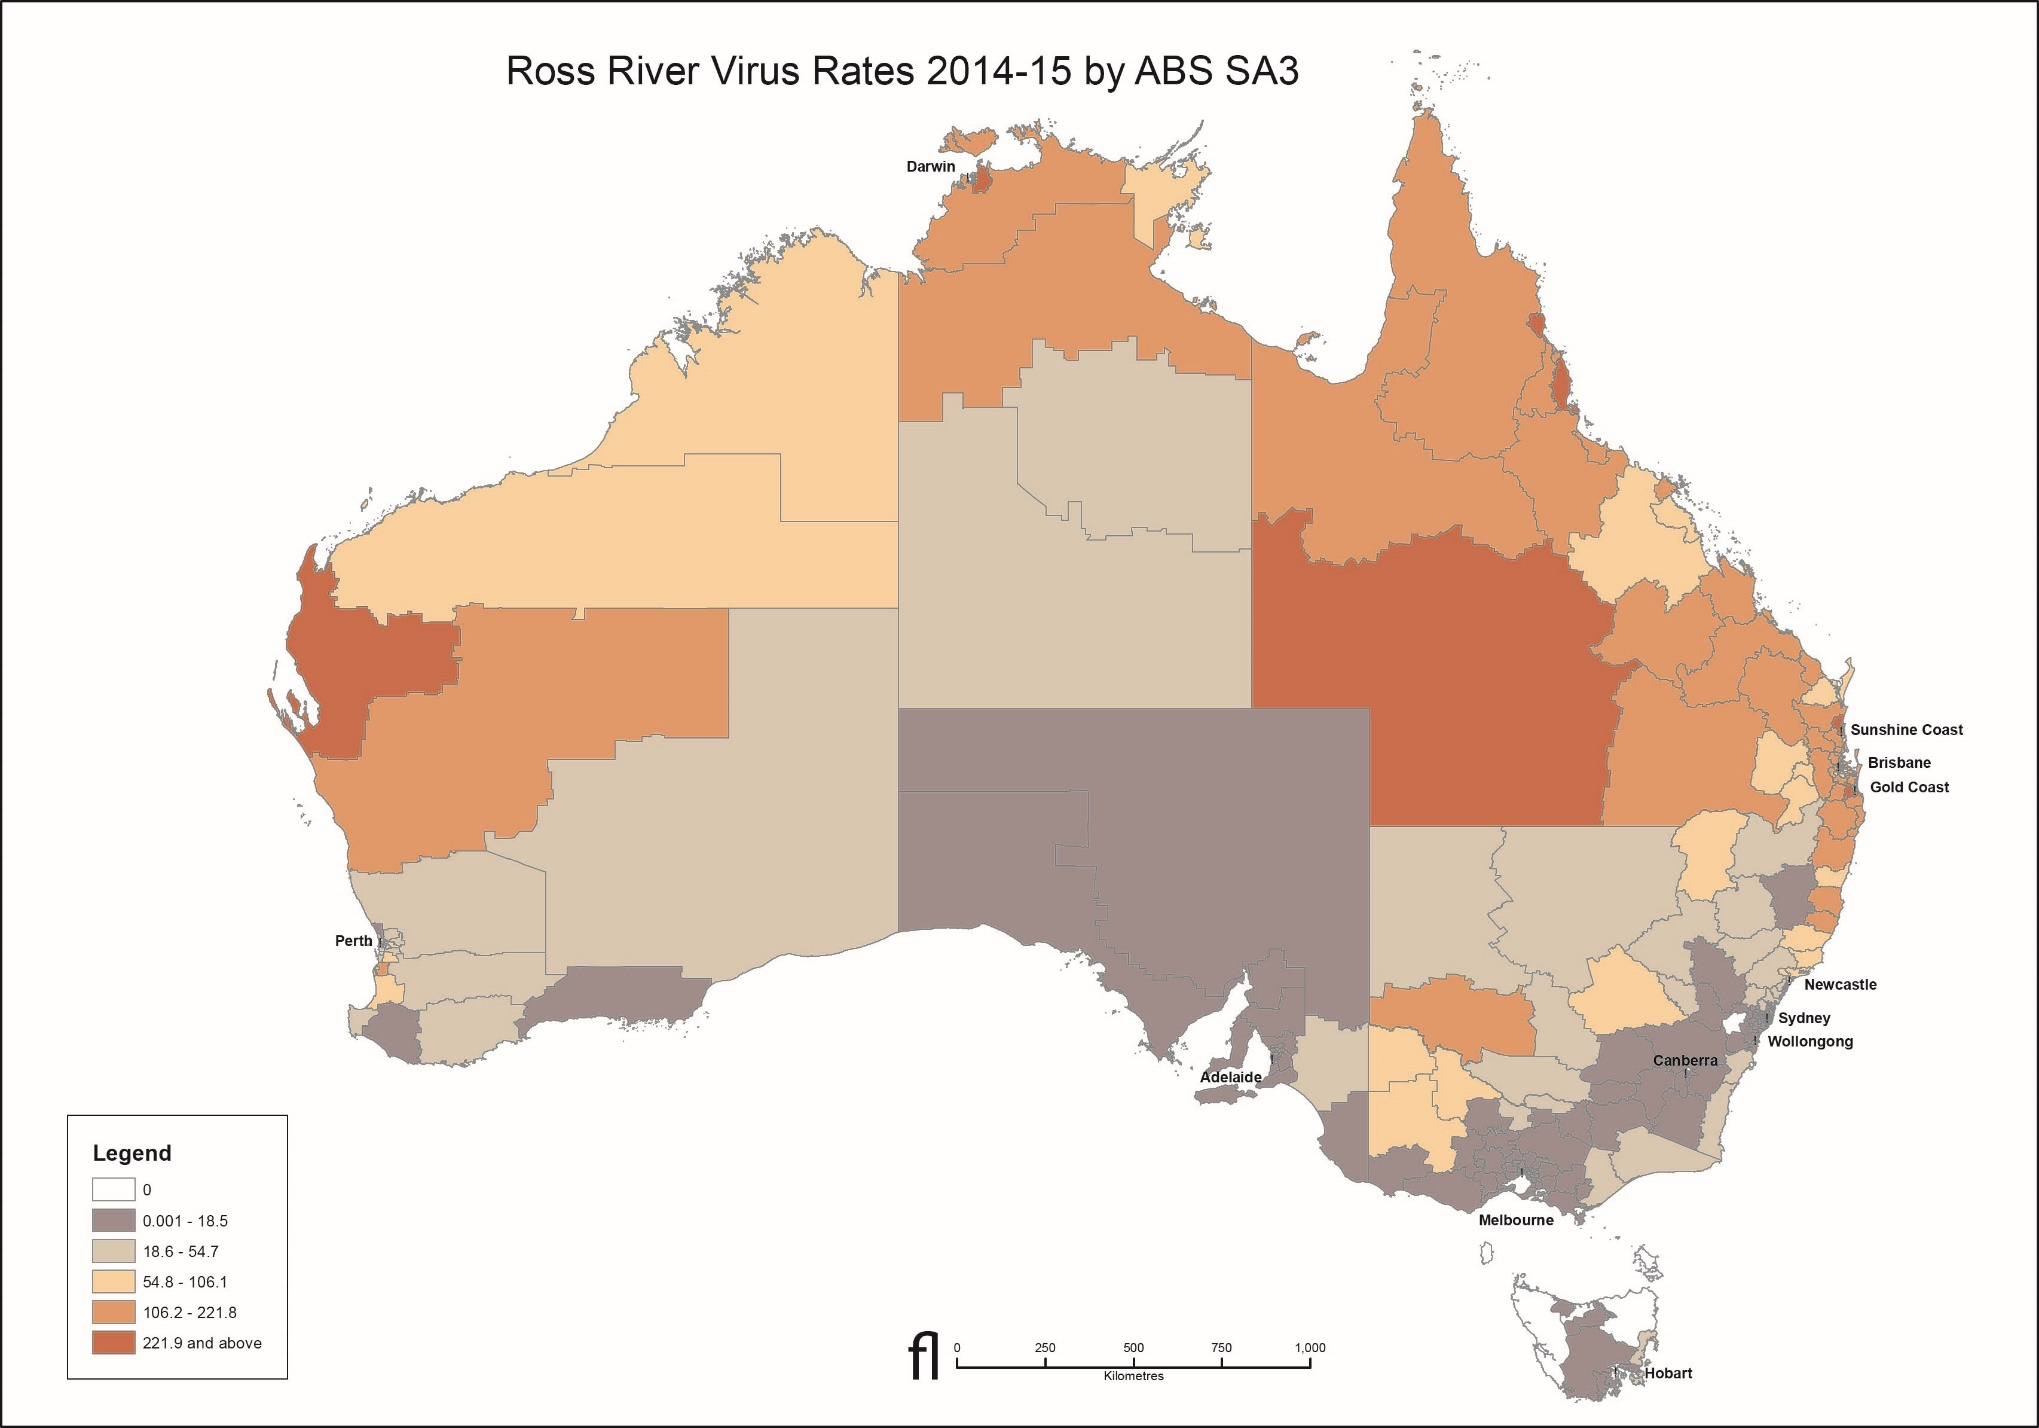 Ross River Virus Rates 2014-15 by ABS SA3
Darwin
Sunshine Coast
Brisbane
Gold Coast
Perth
Newcastle
Sydney
Wollongong
Canberra
Adelaide
Melbourne
Hobart
Legend
0
0.001 - 18.5
18.6 - 54.7
54.8 - 106.1
106.2 - 221.8
221.9 and above
fl
0 250 500 750 1,000
Kilometres